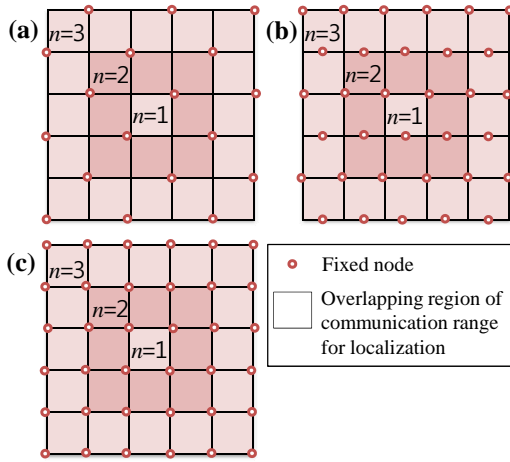 (a)
n=3
n=2
n=1
(b)
n=3
n=2
n=1
(c)
n=3
n=2
n=1
Fixed node
Overlapping region of
communication range
for localization